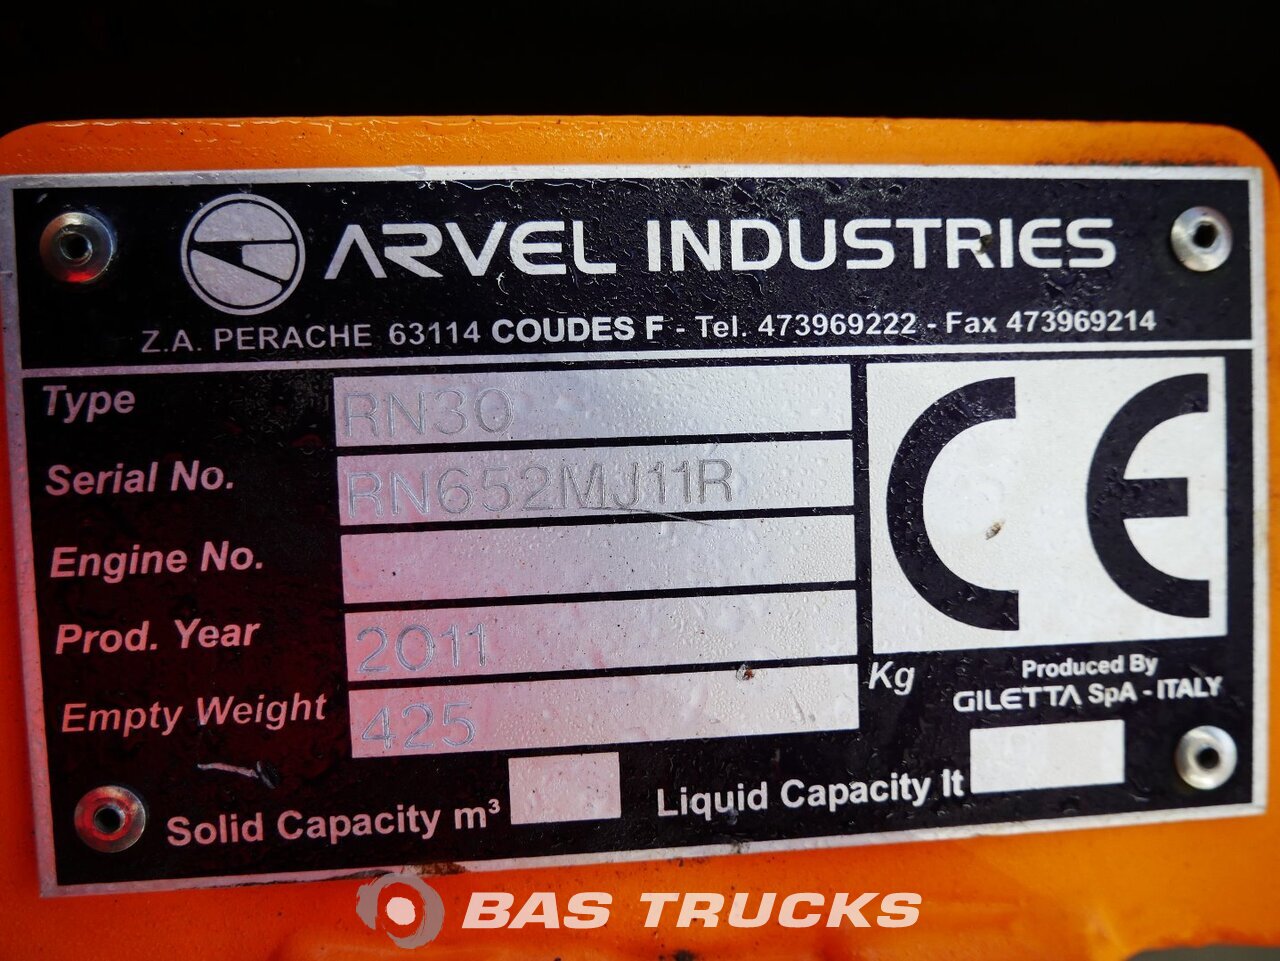 ARVEL INDUSTRIES
Z.A. PERACHE 63114 COUDES F - Tel. 473969222 - Fax 473969214
Type RN30
Serial No. RN652MJ11R
Engine No.
Prod. Year 2011
Empty Weight 425 Kg
CE
Produced By
GILETTA SpA - ITALY
Solid Capacity m³ Liquid Capacity lt
BAS TRUCKS